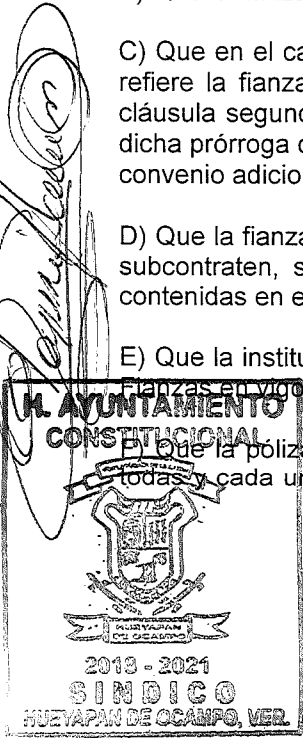 C) Que en el ca
refiere la fianza
cláusula segund
dicha prórroga c
convenio adicio
D) Que la fianza
subcontraten, s
contenidas en e
E) Que la institu
Fianzas en vigo
F) Que la póliza
todas y cada un
H. AYUNTAMIENTO
CONSTITUCIONAL
HUEYAPAN
DE OCAMPO
2018 - 2021
SINDICO
HUEYAPAN DE OCAMPO, VER.